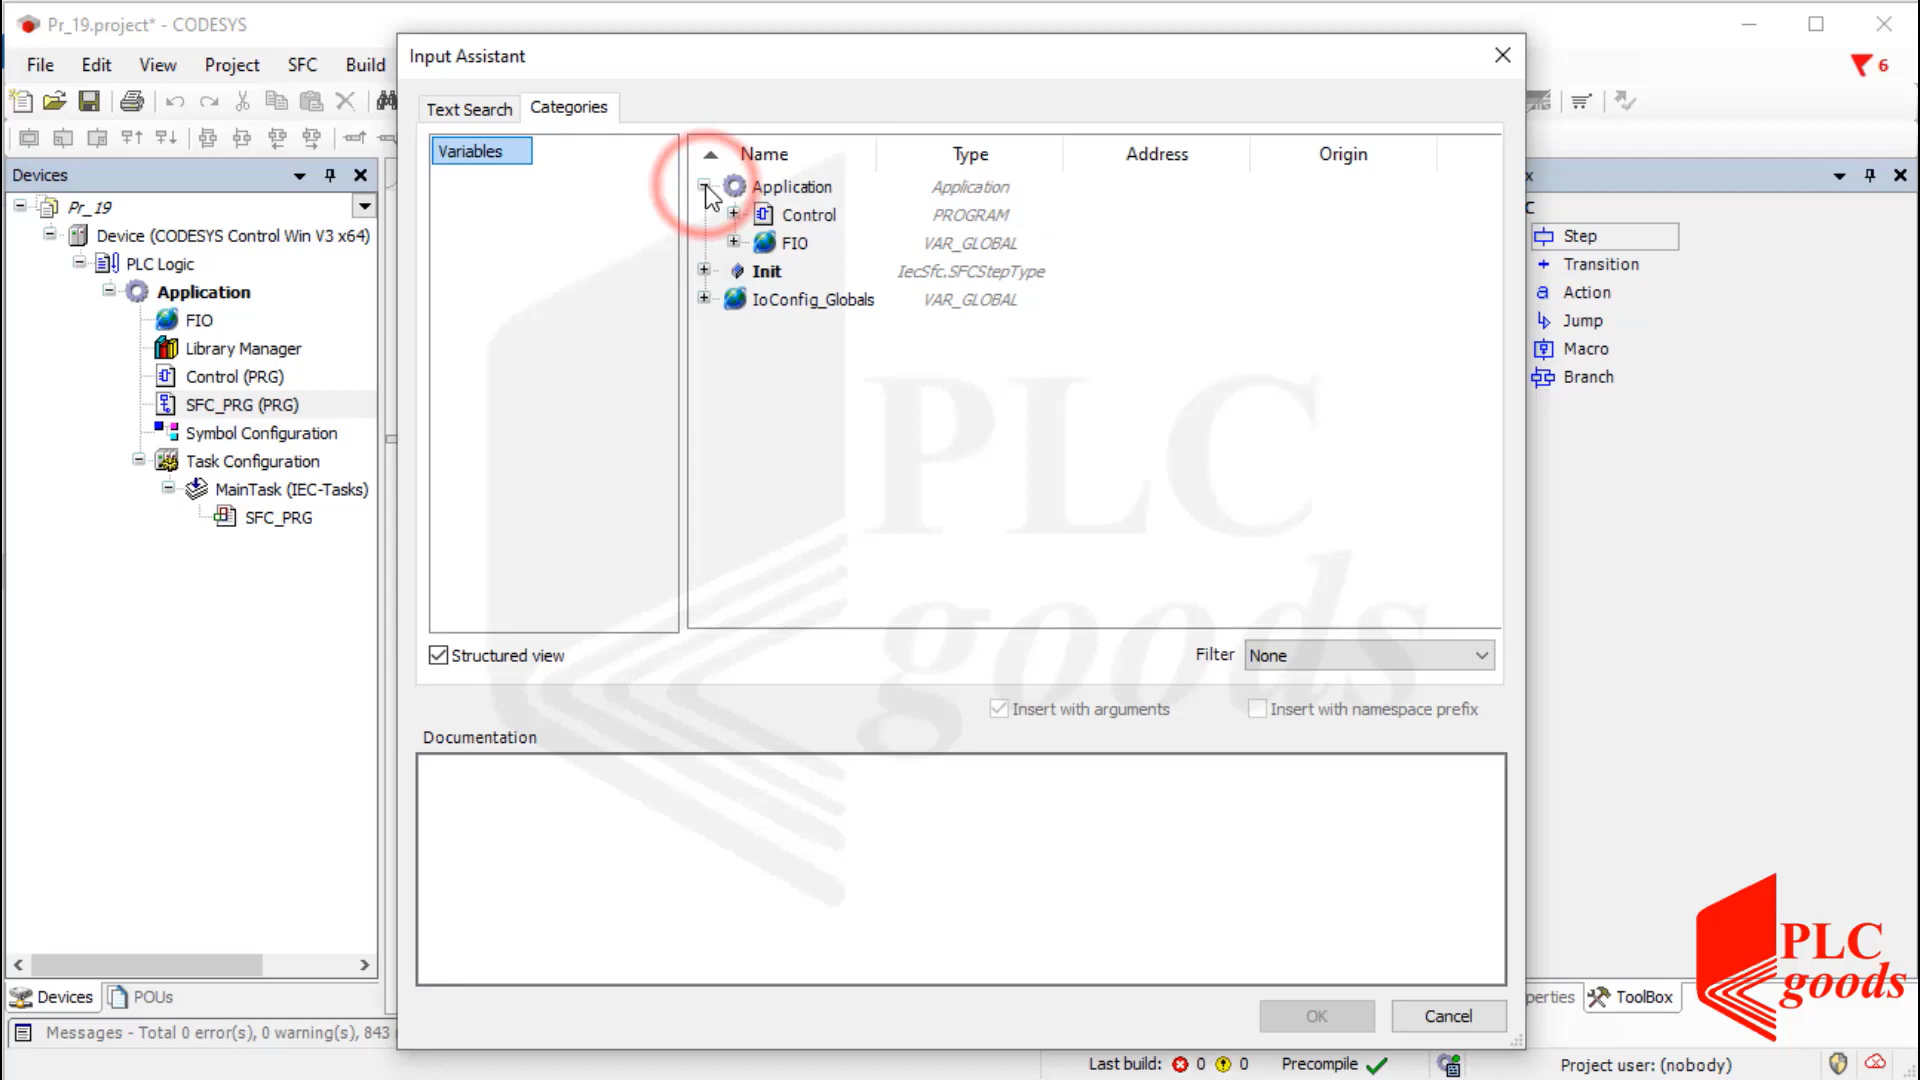 Pr_19.project* - CODESYS
File Edit View Project SFC Build
6
Input Assistant
Text Search Categories
Variables
Name Type Address Origin
Application Application
Control PROGRAM
FIO VAR_GLOBAL
Init IecSfc.SFCStepType
IoConfig_Globals VAR_GLOBAL
Structured view
Filter None
Insert with arguments Insert with namespace prefix
Documentation
OK Cancel
Devices
Pr_19
Device (CODESYS Control Win V3 x64)
PLC Logic
Application
FIO
Library Manager
Control (PRG)
SFC_PRG (PRG)
Symbol Configuration
Task Configuration
MainTask (IEC-Tasks)
SFC_PRG
Devices POUs
x
C
Step
Transition
Action
Jump
Macro
Branch
perties ToolBox
Messages - Total 0 error(s), 0 warning(s), 843
Last build: 0 0 Precompile Project user: (nobody)
PLC
goods
PLC
goods